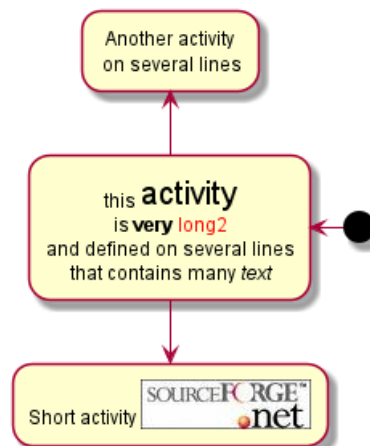 Another activity
on several lines
this activity
is very long2
and defined on several lines
that contains many text
Short activity SOURCEFORGE™
.net